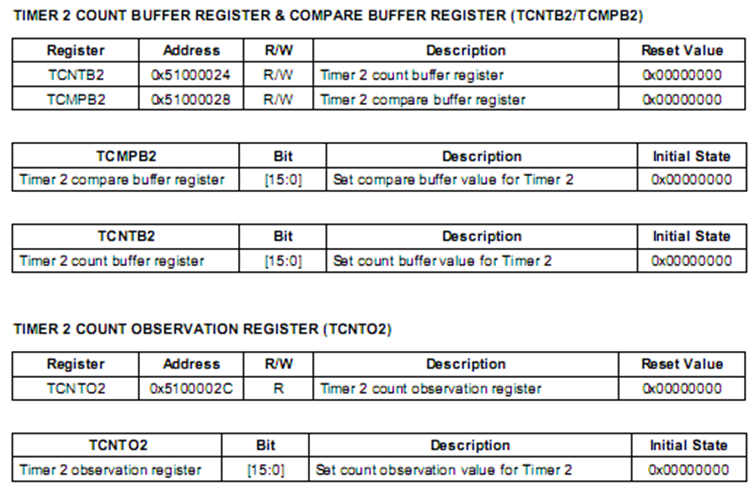 TIMER 2 COUNT BUFFER REGISTER & COMPARE BUFFER REGISTER (TCNTB2/TCMPB2)
Register Address R/W Description Reset Value
TCNTB2 0x51000024 R/W Timer 2 count buffer register 0x00000000
TCMPB2 0x51000028 R/W Timer 2 compare buffer register 0x00000000
TCMPB2 Bit Description Initial State
Timer 2 compare buffer register [15:0] Set compare buffer value for Timer 2 0x00000000
TCNTB2 Bit Description Initial State
Timer 2 count buffer register [15:0] Set count buffer value for Timer 2 0x00000000
TIMER 2 COUNT OBSERVATION REGISTER (TCNTO2)
Register Address R/W Description Reset Value
TCNTO2 0x5100002C R Timer 2 count observation register 0x00000000
TCNTO2 Bit Description Initial State
Timer 2 observation register [15:0] Set count observation value for Timer 2 0x00000000